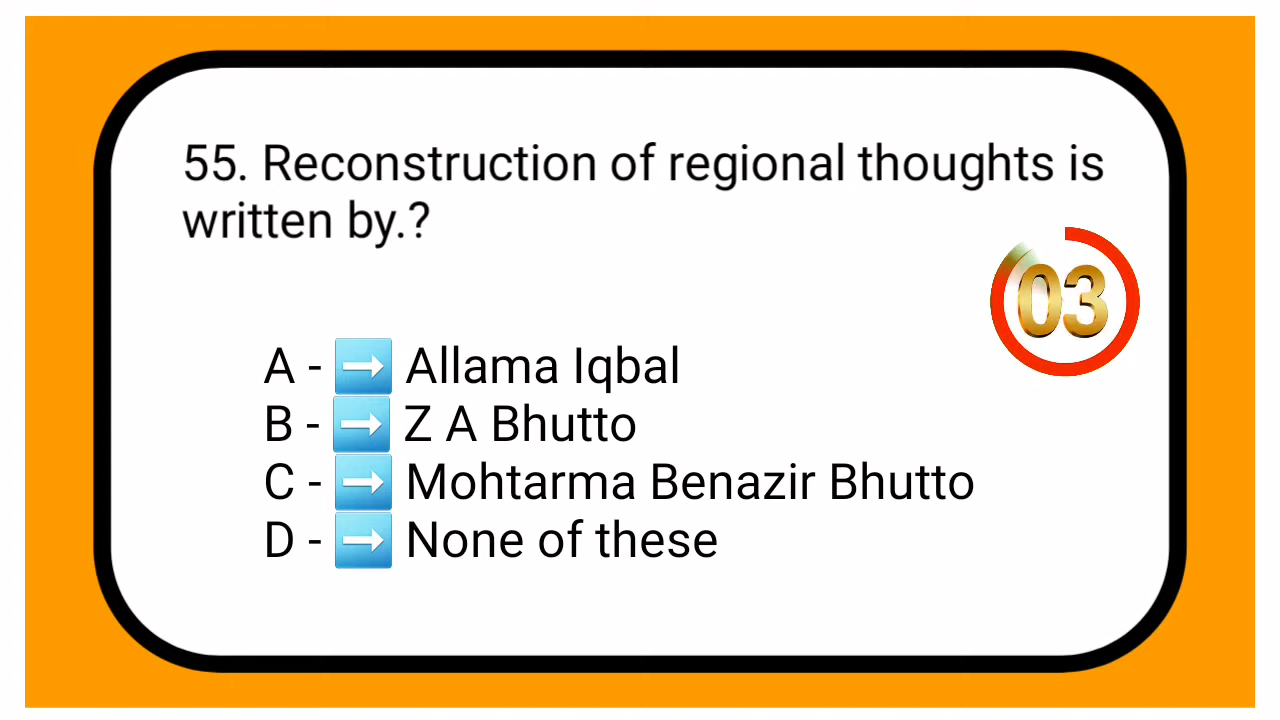 55. Reconstruction of regional thoughts is
written by.?
03
A - ➡️ Allama Iqbal
B - ➡️ Z A Bhutto
C - ➡️ Mohtarma Benazir Bhutto
D - ➡️ None of these